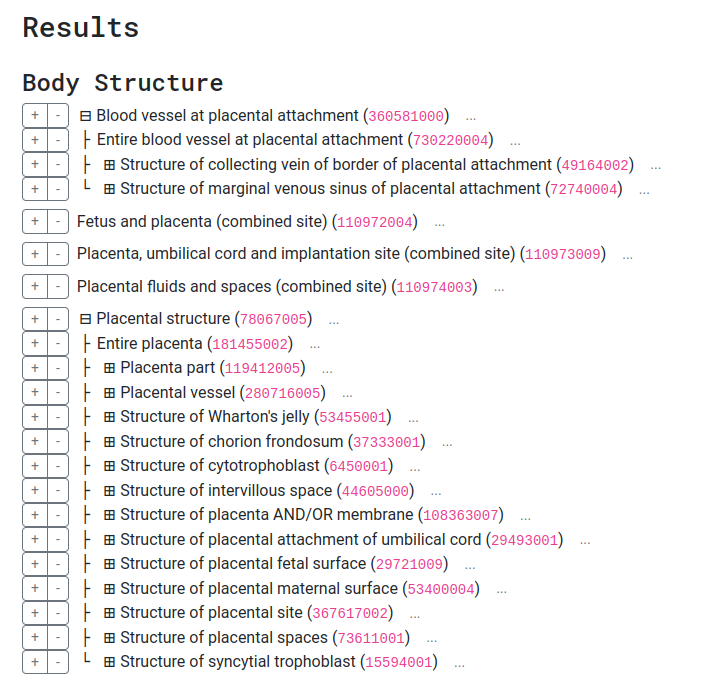 Results
Body Structure
+ - ⊟ Blood vessel at placental attachment (360581000) ...
+ - ├ Entire blood vessel at placental attachment (730220004) ...
+ - ├ ⊞ Structure of collecting vein of border of placental attachment (49164002) ...
+ - └ ⊞ Structure of marginal venous sinus of placental attachment (72740004) ...
+ - Fetus and placenta (combined site) (110972004) ...
+ - Placenta, umbilical cord and implantation site (combined site) (110973009) ...
+ - Placental fluids and spaces (combined site) (110974003) ...
+ - ⊟ Placental structure (78067005) ...
+ - ├ Entire placenta (181455002) ...
+ - ├ ⊞ Placenta part (119412005) ...
+ - ├ ⊞ Placental vessel (280716005) ...
+ - ├ ⊞ Structure of Wharton's jelly (53455001) ...
+ - ├ ⊞ Structure of chorion frondosum (37333001) ...
+ - ├ ⊞ Structure of cytotrophoblast (6450001) ...
+ - ├ ⊞ Structure of intervillous space (44605000) ...
+ - ├ ⊞ Structure of placenta AND/OR membrane (108363007) ...
+ - ├ ⊞ Structure of placental attachment of umbilical cord (29493001) ...
+ - ├ ⊞ Structure of placental fetal surface (29721009) ...
+ - ├ ⊞ Structure of placental maternal surface (53400004) ...
+ - ├ ⊞ Structure of placental site (367617002) ...
+ - ├ ⊞ Structure of placental spaces (73611001) ...
+ - └ ⊞ Structure of syncytial trophoblast (15594001) ...